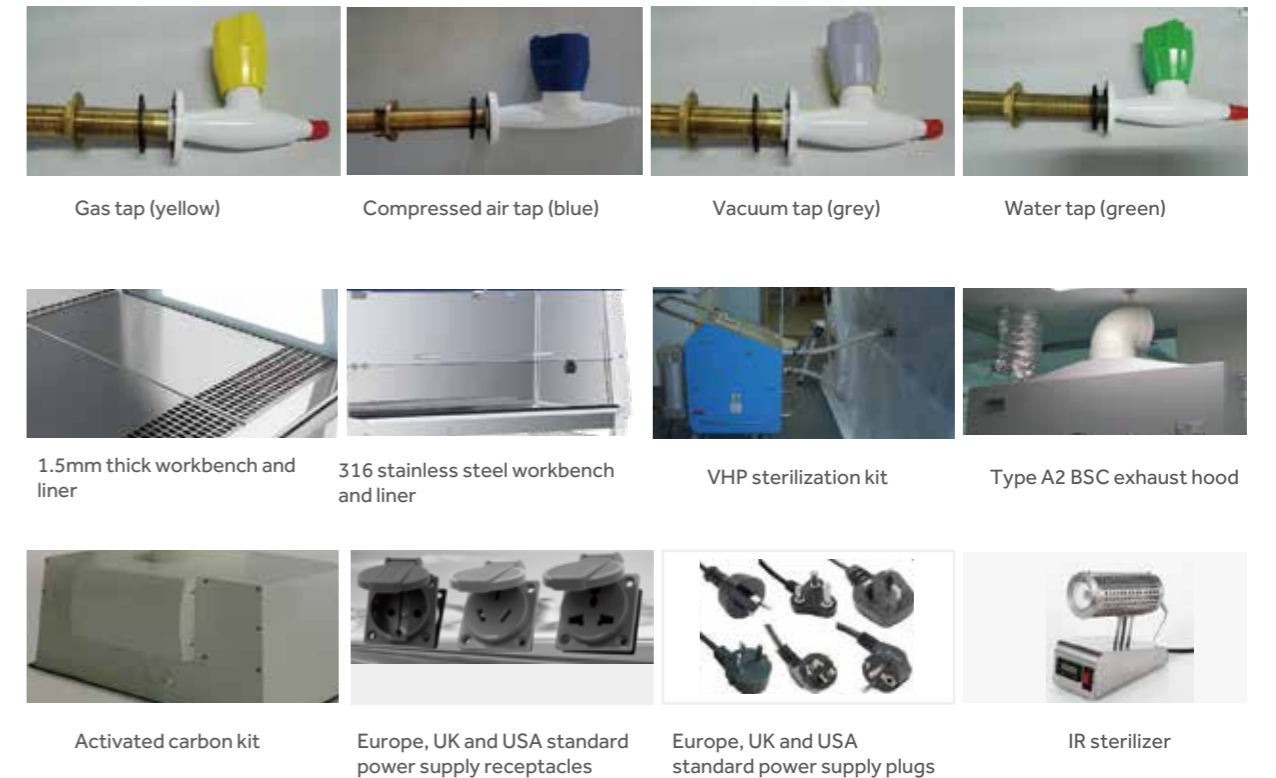 Gas tap (yellow)
Compressed air tap (blue)
Vacuum tap (grey)
Water tap (green)
1.5mm thick workbench and
liner
316 stainless steel workbench
and liner
VHP sterilization kit
Type A2 BSC exhaust hood
Activated carbon kit
Europe, UK and USA standard
power supply receptacles
Europe, UK and USA
standard power supply plugs
IR sterilizer